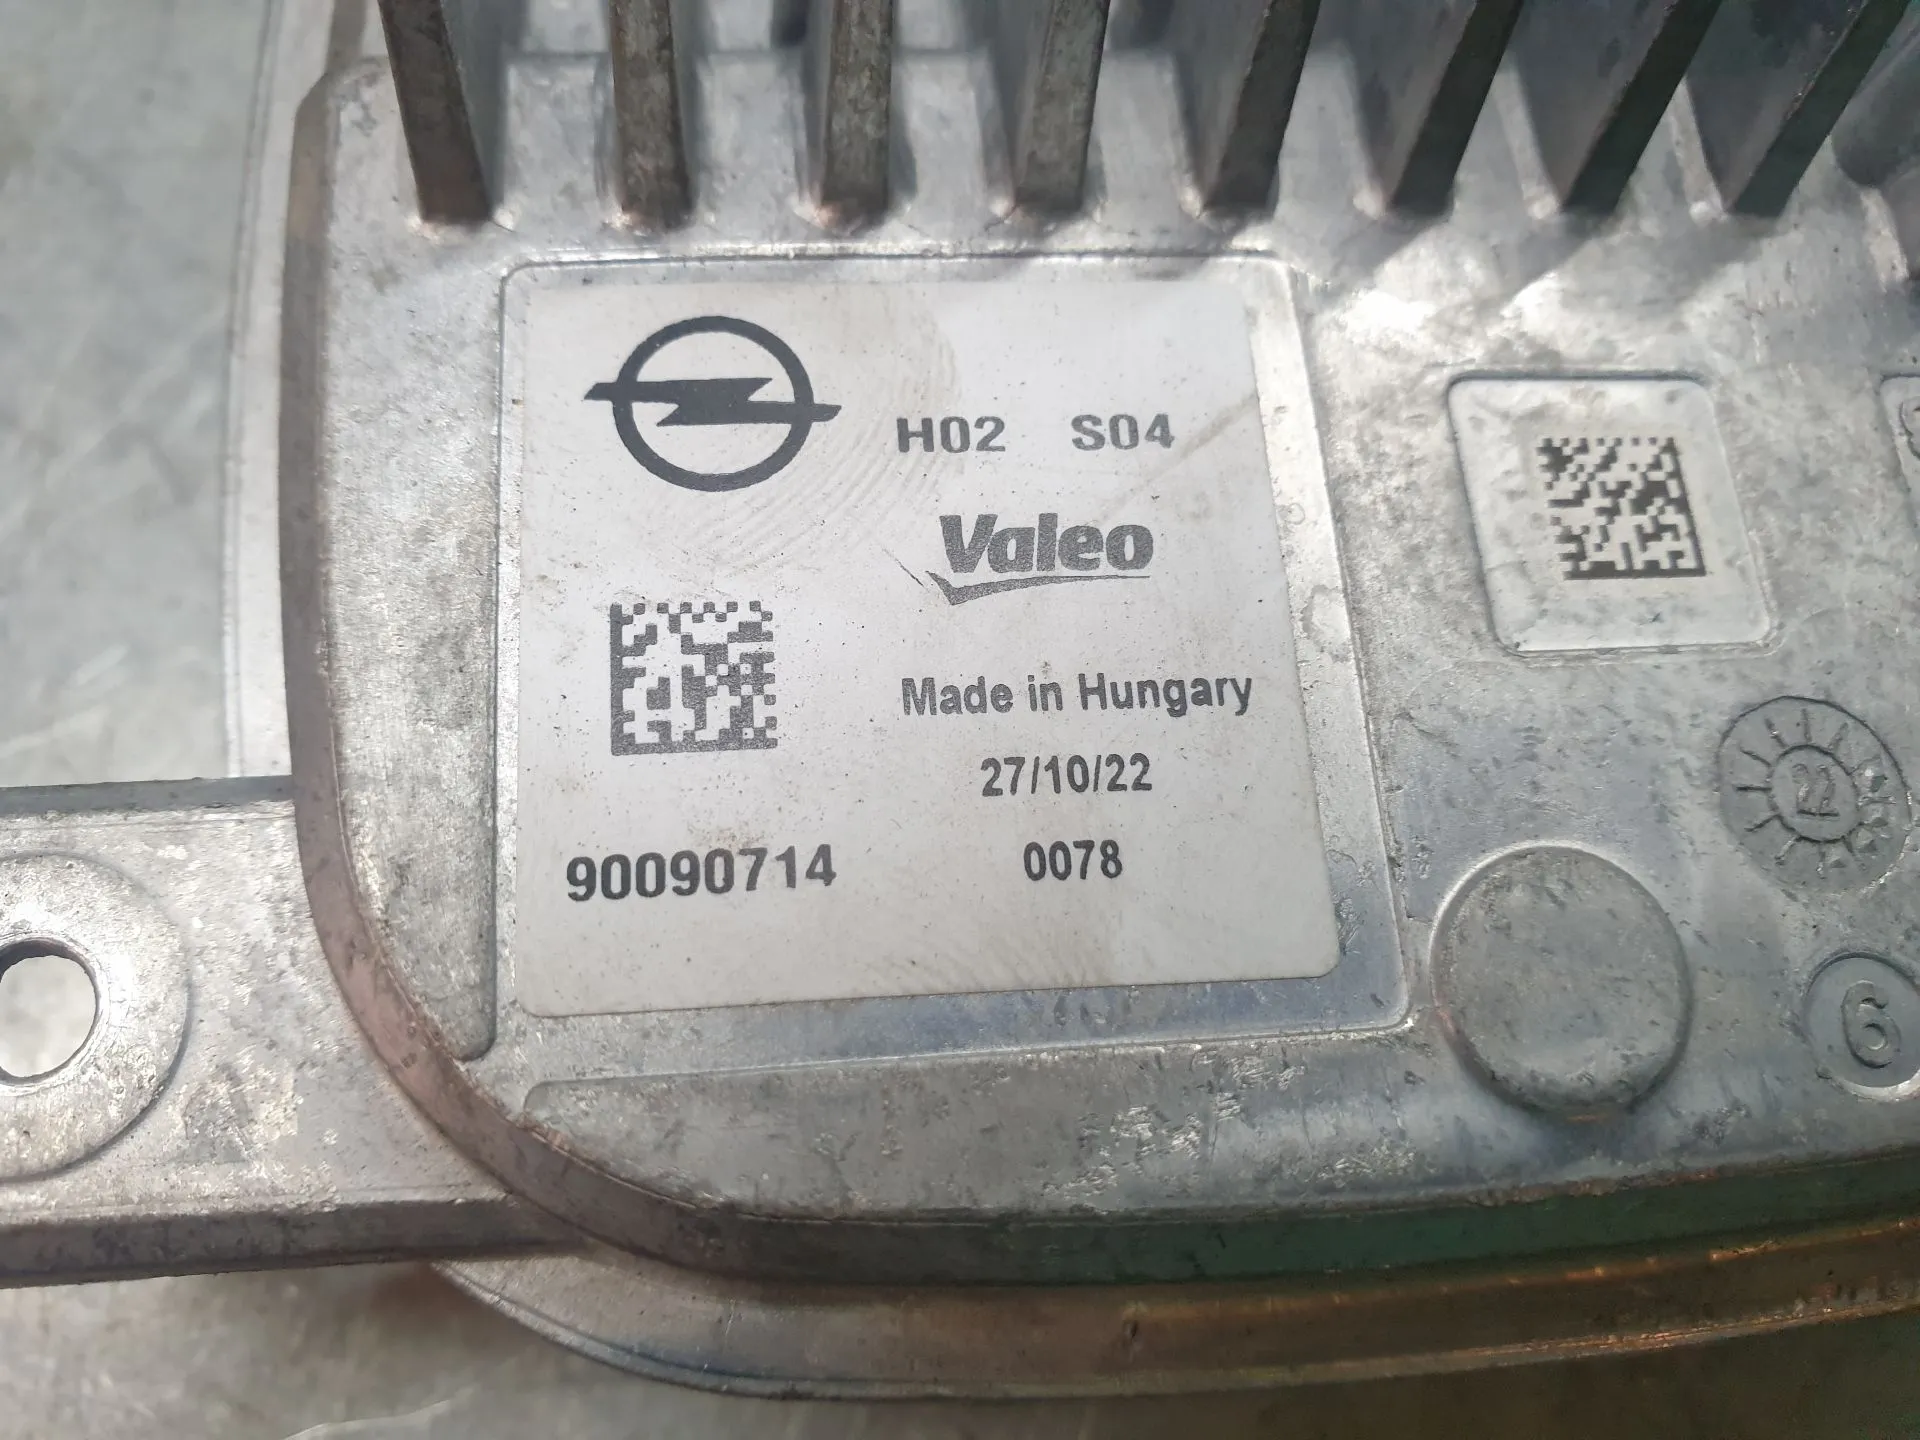 H02 S04
Valeo
Made in Hungary
27/10/22
90090714 0078
22
6